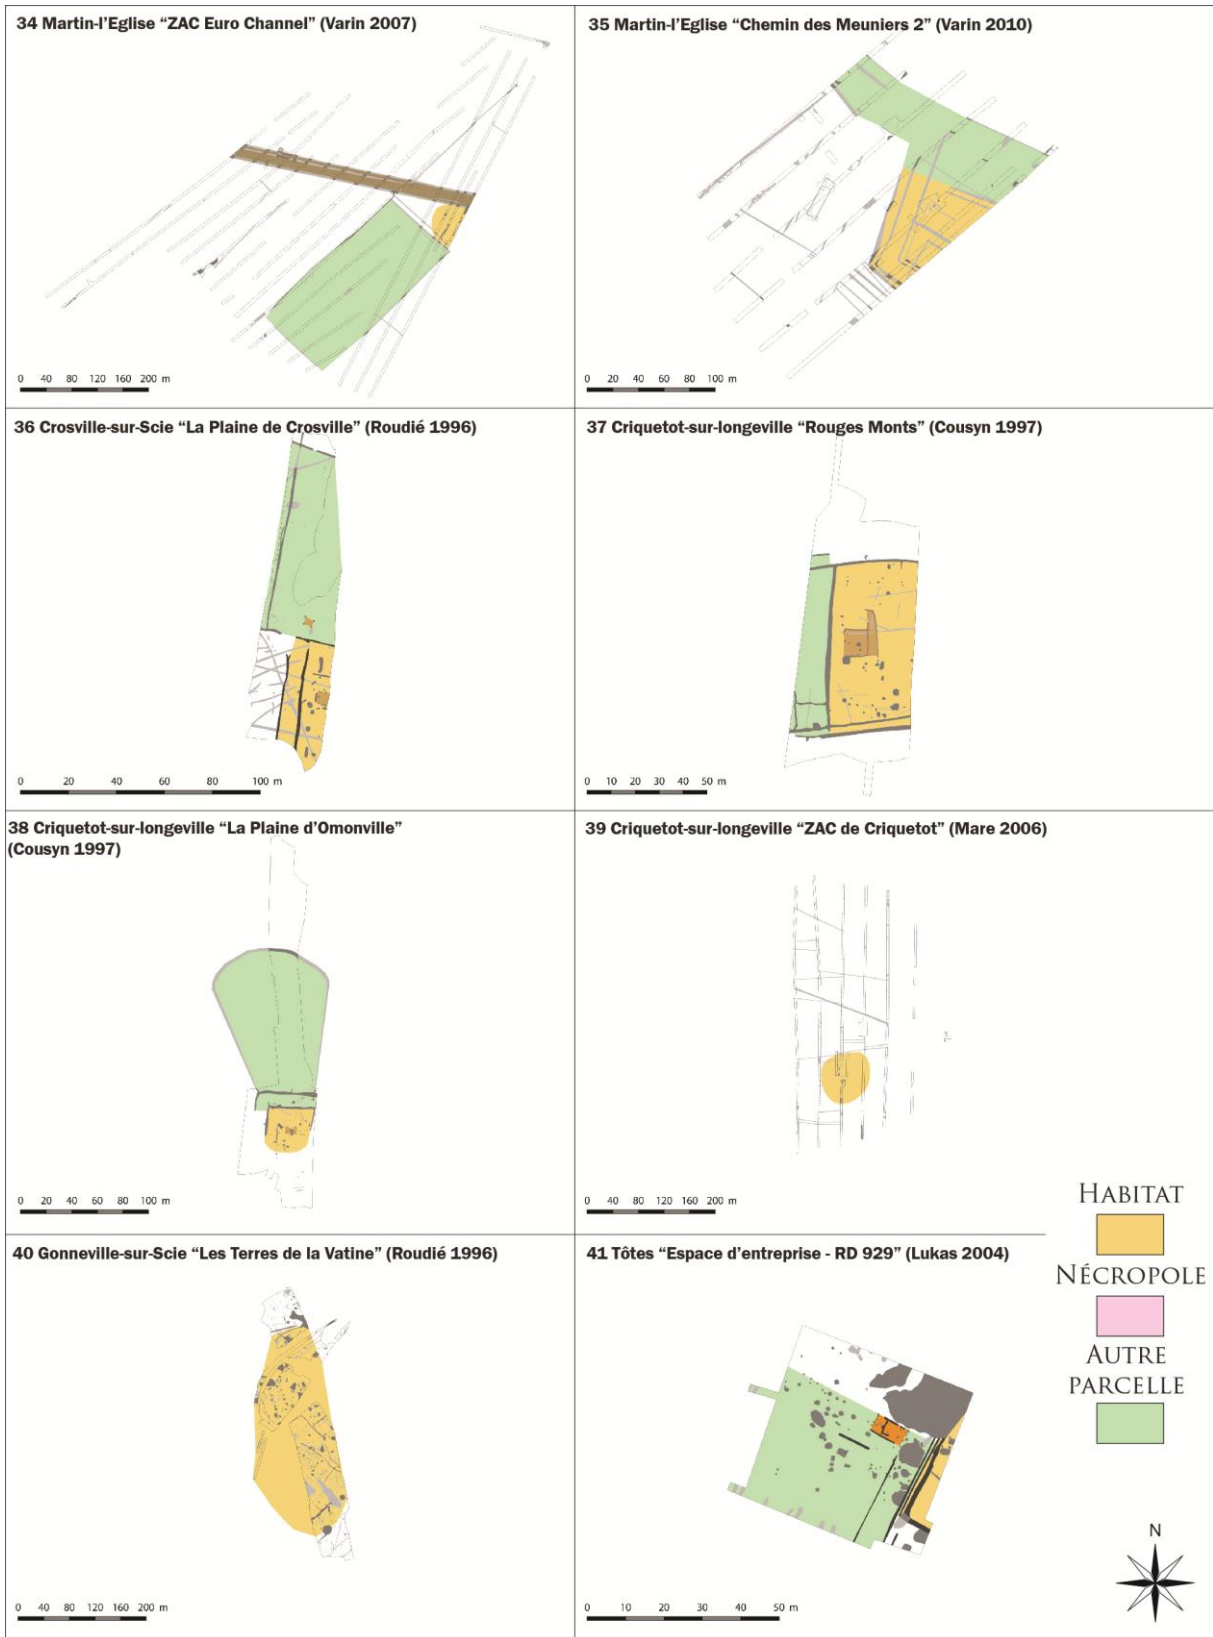 34 Martin-l'Eglise “ZAC Euro Channel” (Varin 2007)
0 40 80 120 160 200 m
35 Martin-l'Eglise “Chemin des Meuniers 2” (Varin 2010)
0 20 40 60 80 100 m
36 Crosville-sur-Scie “La Plaine de Crosville” (Roudié 1996)
0 20 40 60 80 100 m
37 Criquetot-sur-longeville “Rouges Monts” (Cousyn 1997)
0 10 20 30 40 50 m
38 Criquetot-sur-longeville “La Plaine d'Omonville”
(Cousyn 1997)
0 20 40 60 80 100 m
39 Criquetot-sur-longeville “ZAC de Criquetot” (Mare 2006)
0 40 80 120 160 200 m
40 Gonneville-sur-Scie “Les Terres de la Vatine” (Roudié 1996)
0 40 80 120 160 200 m
41 Tôtes “Espace d'entreprise - RD 929” (Lukas 2004)
0 10 20 30 40 50 m
HABITAT
NÉCROPOLE
AUTRE
PARCELLE
N